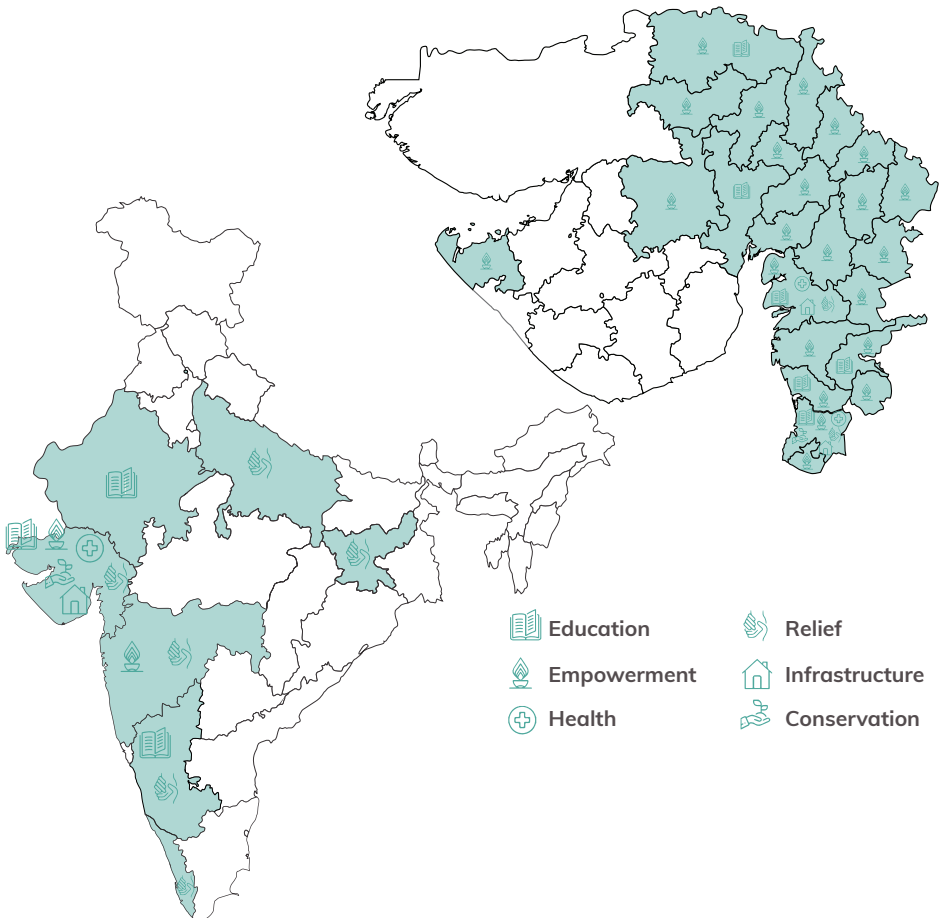 Education
Relief
Empowerment
Infrastructure
Health
Conservation